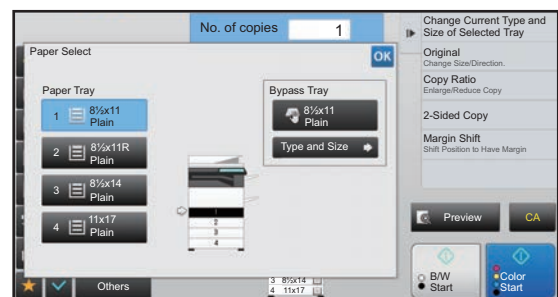 No. of copies 1
Paper Select
OK
Paper Tray
1 8½x11
Plain
2 8½x11R
Plain
3 8½x14
Plain
4 11x17
Plain
Bypass Tray
8½x11
Plain
Type and Size
1
2
3
4
Others
3 8½x14
4 11x17
Change Current Type and
Size of Selected Tray
Original
Change Size/Direction.
Copy Ratio
Enlarge/Reduce Copy
2-Sided Copy
Margin Shift
Shift Position to Have Margin
Preview
CA
B/W
Start
Color
Start